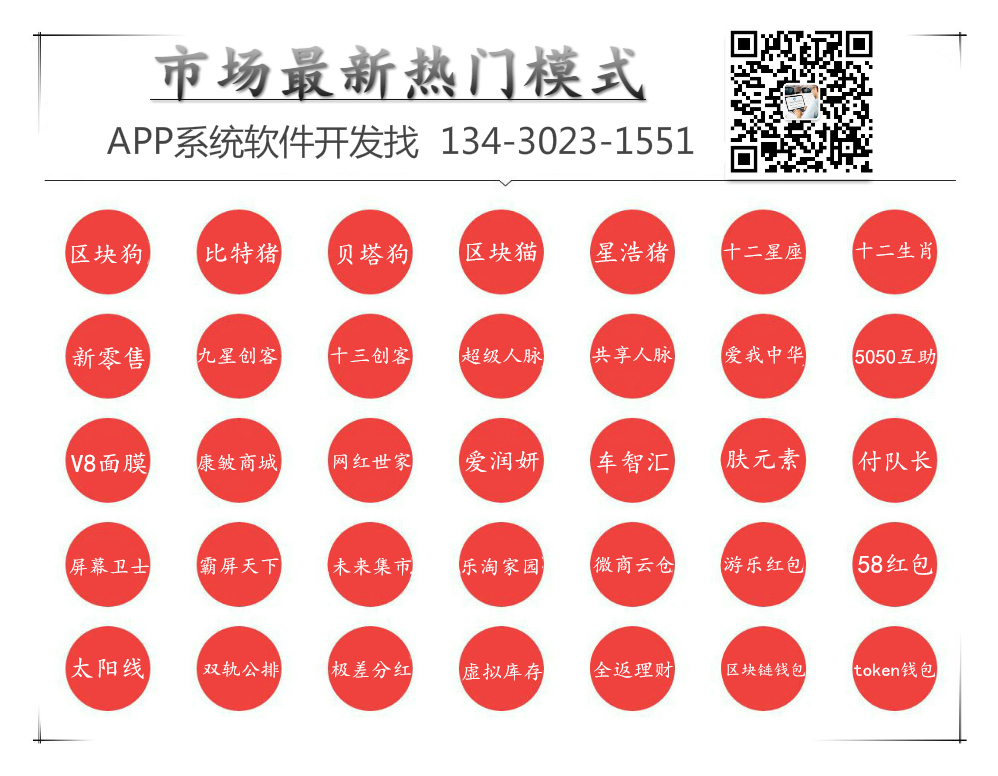 市场最新热门模式
APP系统软件开发找 134-3023-1551
区块狗 比特猪 贝塔狗 区块猫 星浩猪 十二星座 十二生肖
新零售 九星创客 十三创客 超级人脉 共享人脉 爱我中华 5050互助
V8面膜 康皱商城 网红世家 爱润妍 车智汇 肤元素 付队长
屏幕卫士 霸屏天下 未来集市 乐淘家园 微商云仓 游乐红包 58红包
太阳线 双轨公排 极差分红 虚拟库存 全返理财 区块链钱包 token钱包